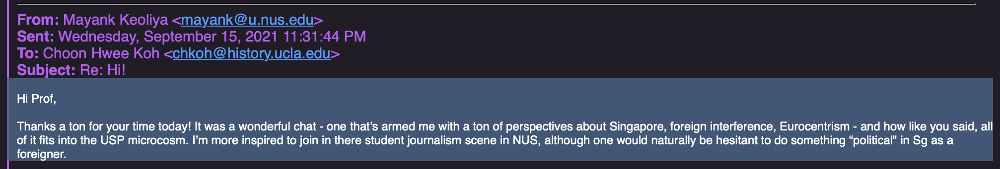 From: Mayank Keoliya <mayank@u.nus.edu>
Sent: Wednesday, September 15, 2021 11:31:44 PM
To: Choon Hwee Koh <chkoh@history.ucla.edu>
Subject: Re: Hi!
Hi Prof,
Thanks a ton for your time today! It was a wonderful chat - one that’s armed me with a ton of perspectives about Singapore, foreign interference, Eurocentrism - and how like you said, all
of it fits into the USP microcosm. I’m more inspired to join in there student journalism scene in NUS, although one would naturally be hesitant to do something “political" in Sg as a
foreigner.